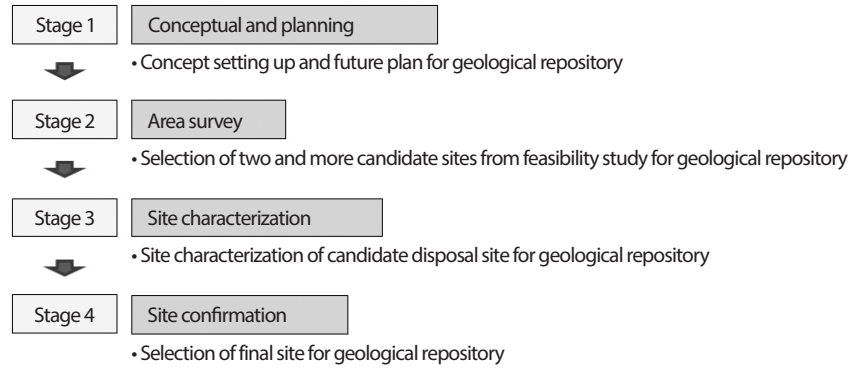 Stage 1 Conceptual and planning
• Concept setting up and future plan for geological repository
Stage 2 Area survey
• Selection of two and more candidate sites from feasibility study for geological repository
Stage 3 Site characterization
• Site characterization of candidate disposal site for geological repository
Stage 4 Site confirmation
• Selection of final site for geological repository